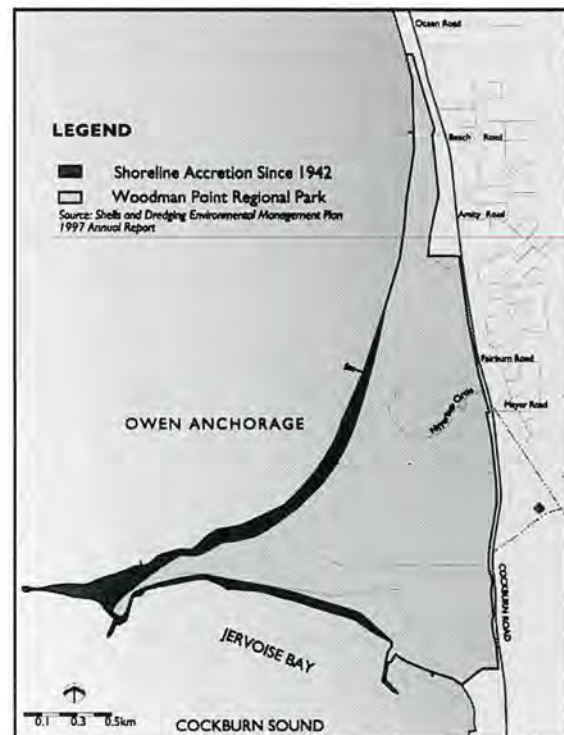 Ocean Road
LEGEND
Beach Road
Shoreline Accretion Since 1942
Woodman Point Regional Park
Source: Shells and Dredging Environmental Management Plan
1997 Annual Report
Amity Road
Fairburn Road
Mayor Road
OWEN ANCHORAGE
COCKBURN ROAD
JERVOISE BAY
0.1 0.3 0.5km
COCKBURN SOUND